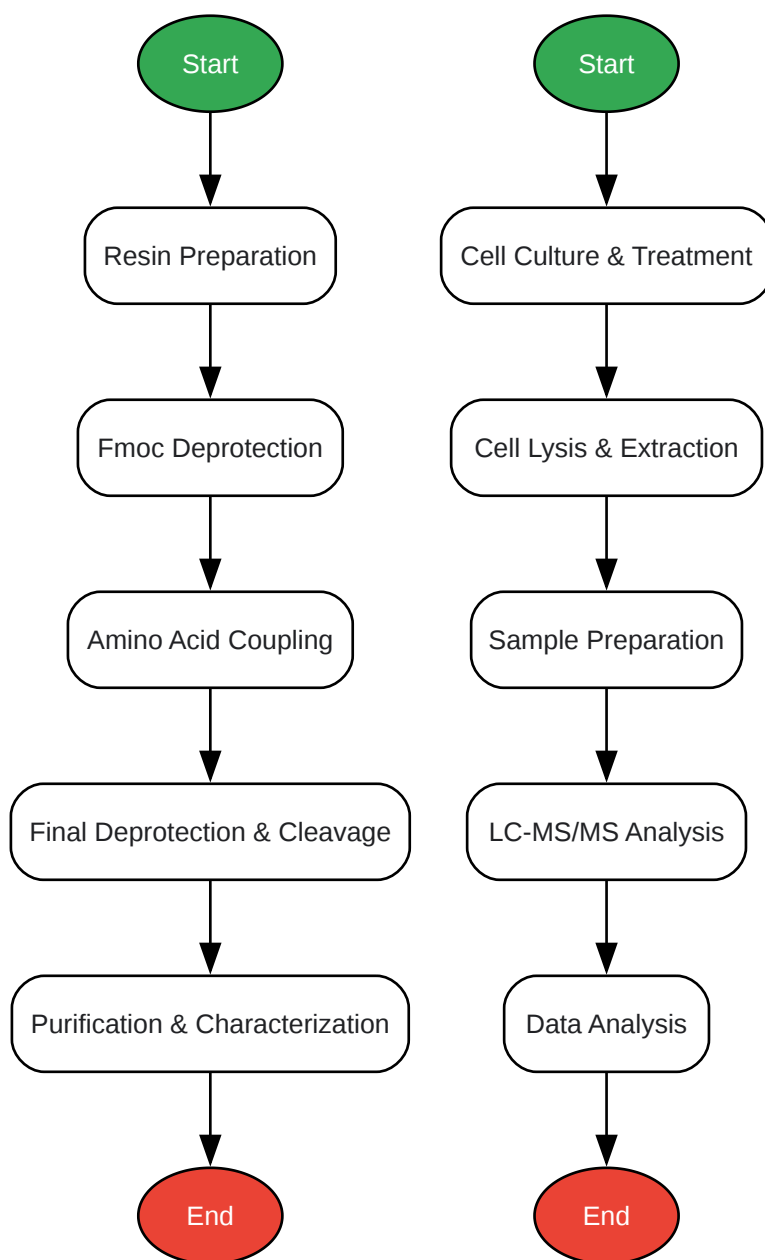 Start
Resin Preparation
Fmoc Deprotection
Amino Acid Coupling
Final Deprotection & Cleavage
Purification & Characterization
End
Start
Cell Culture & Treatment
Cell Lysis & Extraction
Sample Preparation
LC-MS/MS Analysis
Data Analysis
End